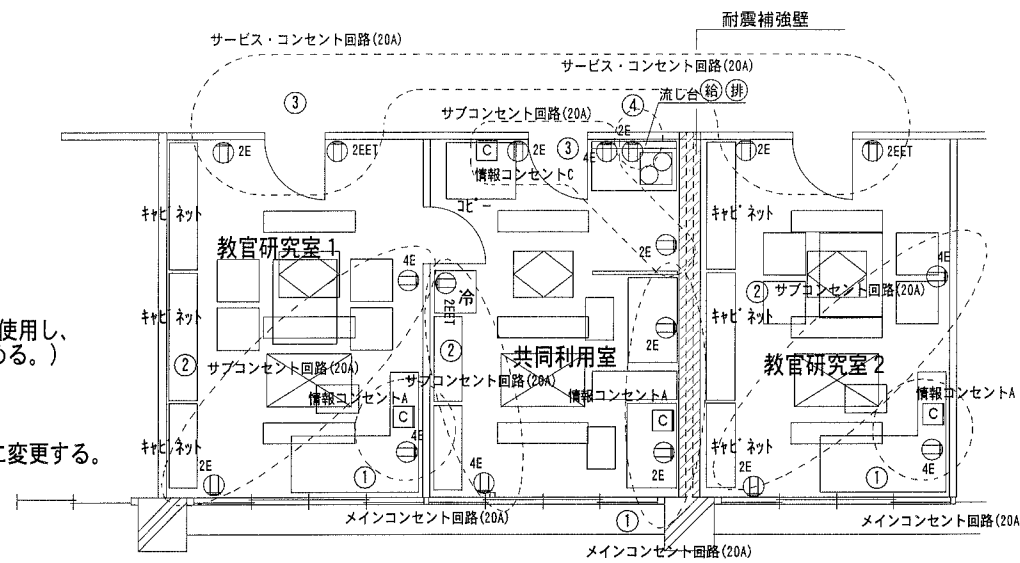 耐震補強壁
サービス・コンセント回路(20A)
サービス・コンセント回路(20A)
流し台 給 排
③
サブコンセント回路(20A)
④
2E
2E
2EET
C
2E
③
4E
2E
2EET
情報コンセントC
コピー
キャビネット
キャビネット
2E
教官研究室1
4E
4E
冷
2EET
② サブコンセント回路(20A)
使用し、
める。)
キャビネット
キャビネット
②
②
2E
共同利用室
教官研究室2
サブコンセント回路(20A)
サブコンセント回路(20A)
情報コンセントA
情報コンセントA
情報コンセントA
C
C
C
キャビネット
キャビネット
4E
に変更する。
2E
4E
2E
2E
4E
①
①
メインコンセント回路(20A)
①
メインコンセント回路(20A)
メインコンセント回路(20A)